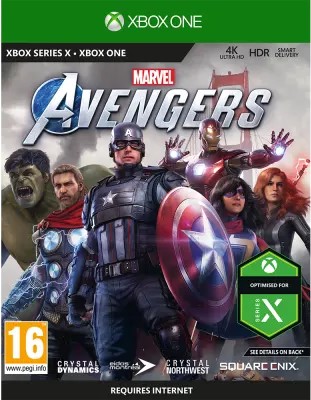 XBOX ONE
XBOX SERIES X • XBOX ONE
4K
ULTRA HD
HDR
SMART
DELIVERY
MARVEL
AVENGERS
OPTIMISED FOR
SERIES
X
SEE DETAILS ON BACK*
16
www.pegi.info
CRYSTAL
DYNAMICS
eidos
montréal
CRYSTAL
NORTHWEST
SQUARE ENIX®
REQUIRES INTERNET